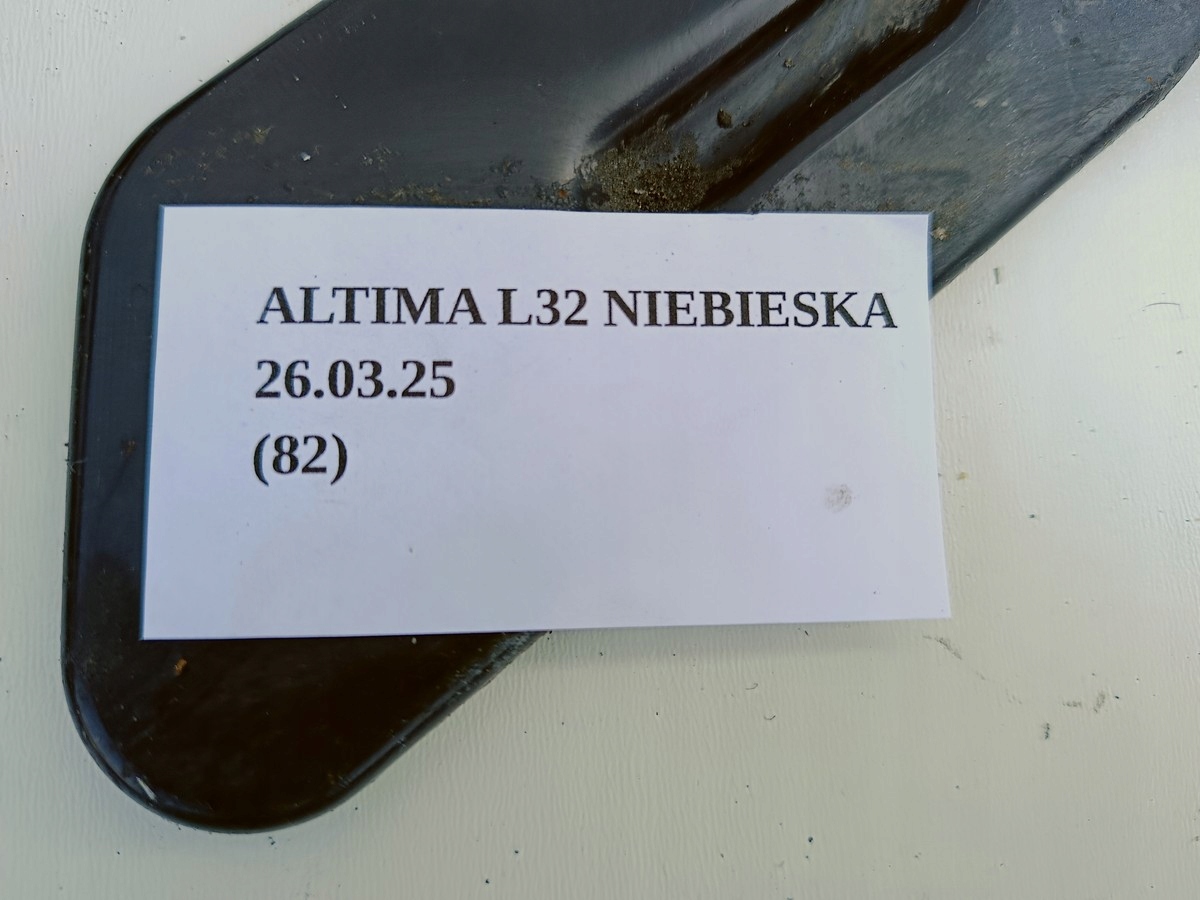 ALTIMA L32 NIEBIESKA
26.03.25
(82)